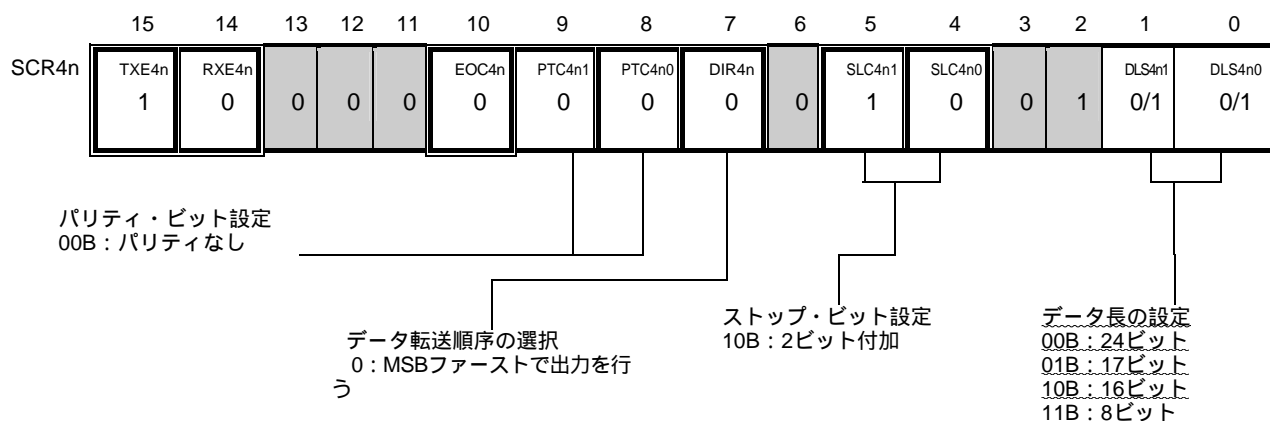 15 14 13 12 11 10 9 8 7 6 5 4 3 2 1 0
SCR4n TXE4n RXE4n EOC4n PTC4n1 PTC4n0 DIR4n SLC4n1 SLC4n0 DLS4n1 DLS4n0
1 0 0 0 0 0 0 0 0 0 1 0 0 1 0/1 0/1
パリティ・ビット設定
00B：パリティなし
データ転送順序の選択
0：MSBファーストで出力を行
う
ストップ・ビット設定
10B：2ビット付加
データ長の設定
00B：24ビット
01B：17ビット
10B：16ビット
11B：8ビット